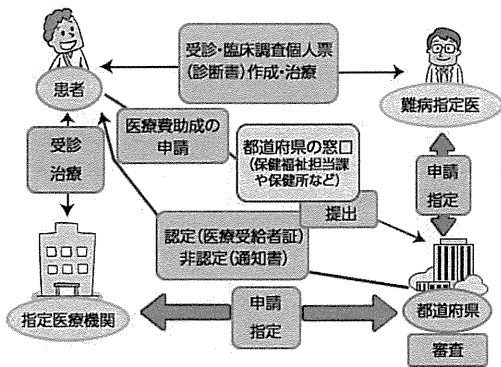 受診・臨床調査個人票
(診断書)作成・治療
患者
難病指定医
医療費助成の
申請
都道府県の窓口
(保健福祉担当課
や保健所など)
受診
治療
申請
指定
提出
認定(医療受給者証)
非認定(通知書)
指定医療機関
申請
指定
都道府県
審査